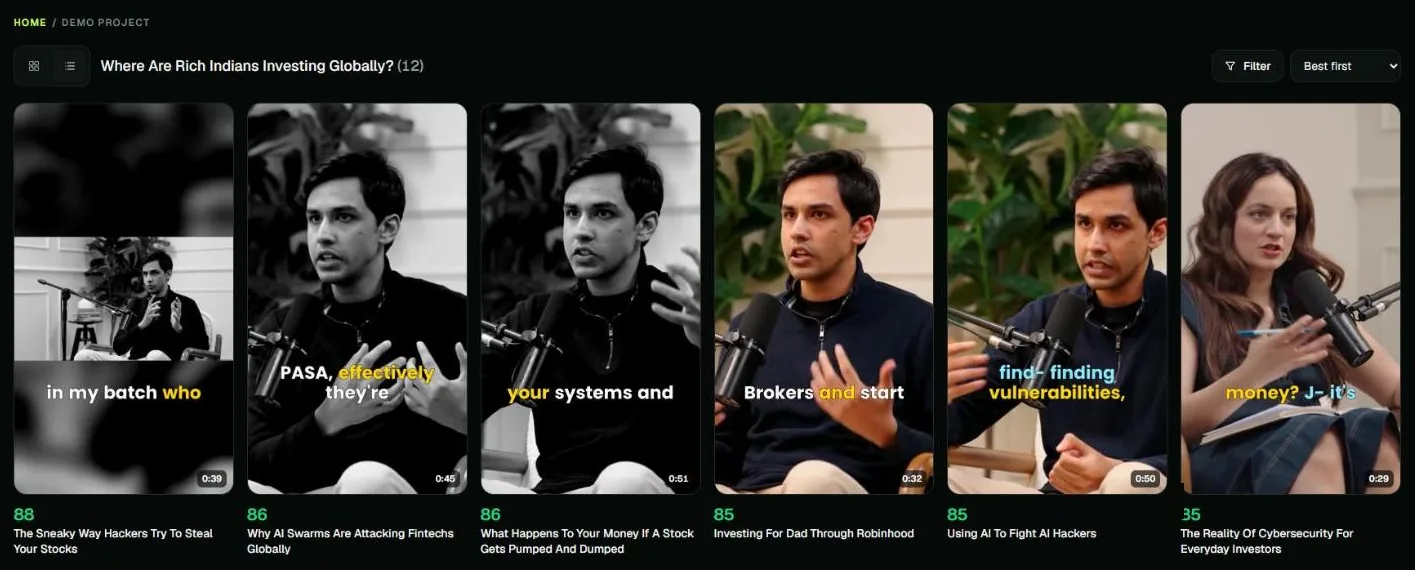 HOME / DEMO PROJECT
Where Are Rich Indians Investing Globally? (12)
Filter
Best first
in my batch who
0:39
PASA, effectively
they're
0:45
your systems and
0:51
Brokers and start
0:32
find- finding
vulnerabilities,
0:50
money? J- it's
0:29
88
The Sneaky Way Hackers Try To Steal
Your Stocks
86
Why AI Swarms Are Attacking Fintechs
Globally
86
What Happens To Your Money If A Stock
Gets Pumped And Dumped
85
Investing For Dad Through Robinhood
85
Using AI To Fight AI Hackers
85
The Reality Of Cybersecurity For
Everyday Investors